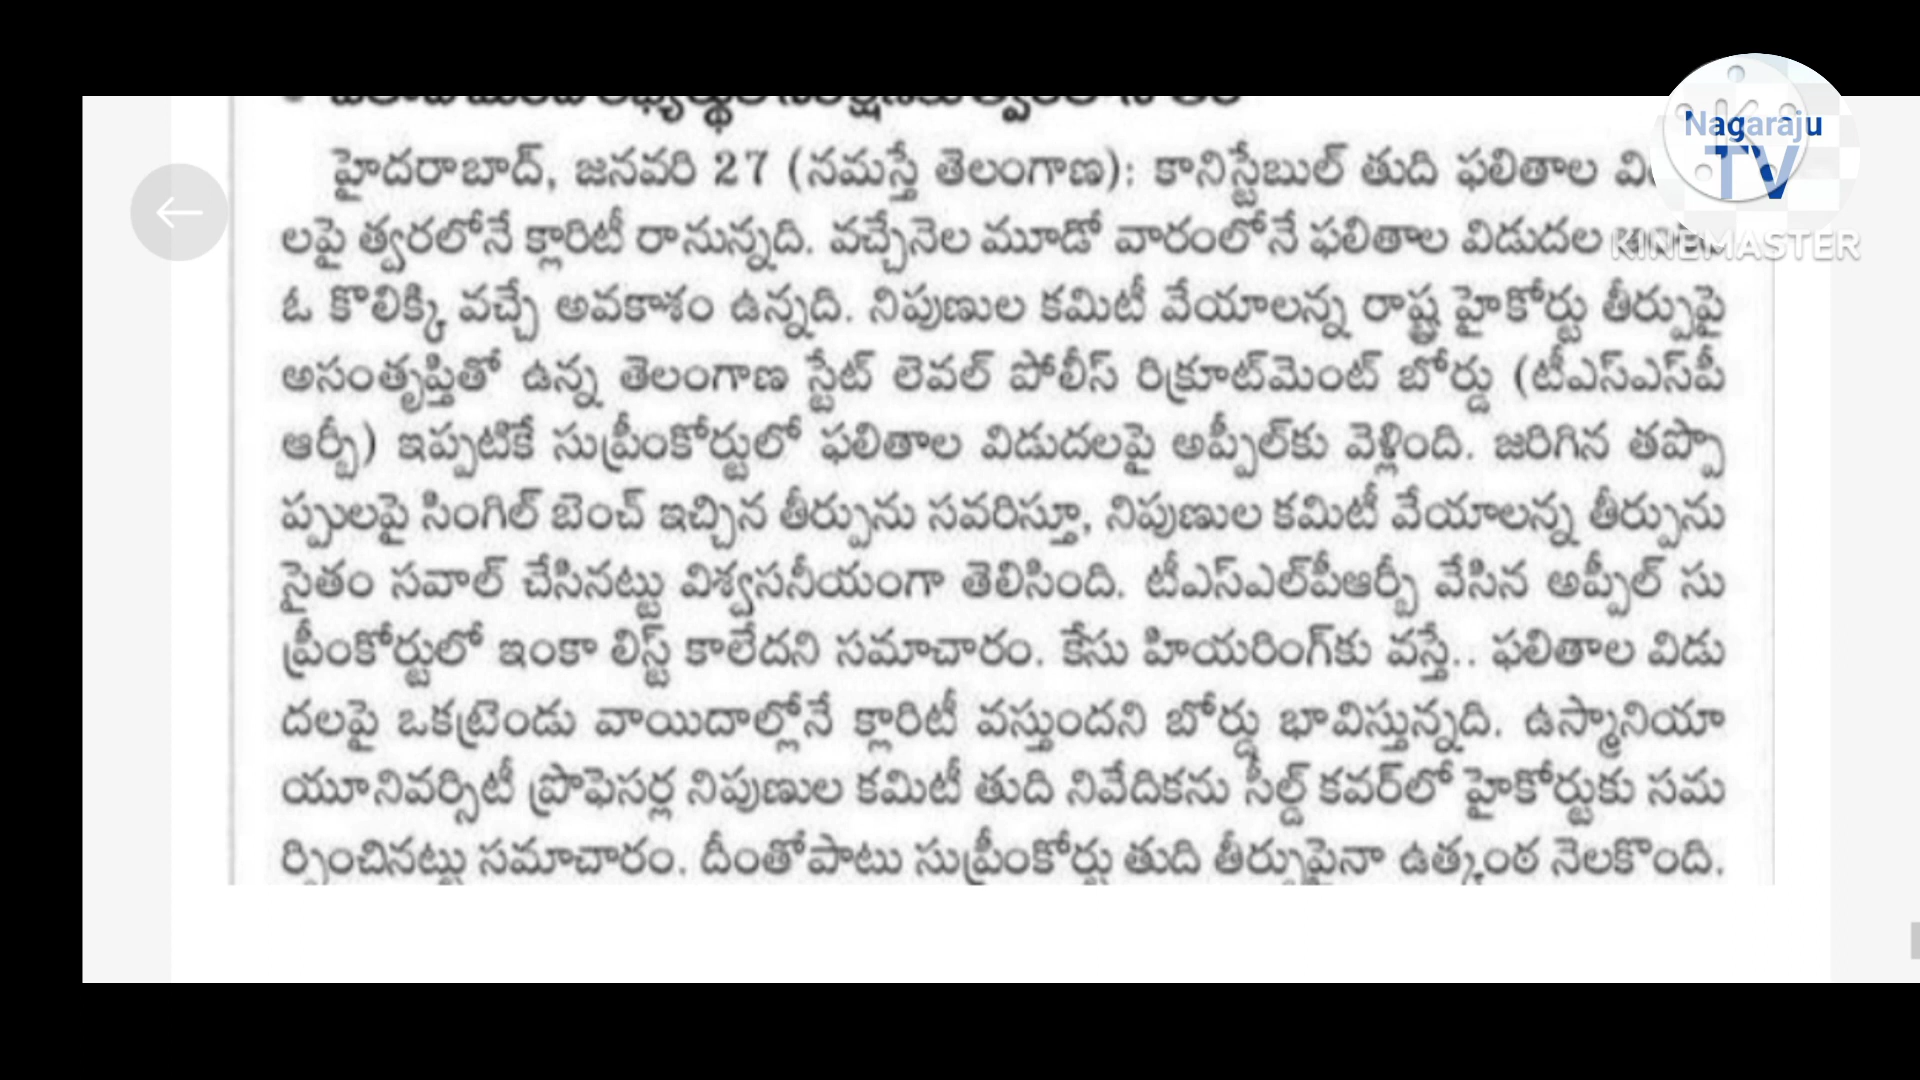 హైదరాబాద్, జనవరి 27 (నమస్తే తెలంగాణ): కానిస్టేబుల్ తుది ఫలితాల
లపై త్వరలోనే క్లారిటీ రానున్నది. వచ్చేనెల మూడో వారంలోనే ఫలితాల విడుదల
ఓ కొలిక్కి వచ్చే అవకాశం ఉన్నది. నిపుణుల కమిటీ వేయాలన్న రాష్ట్ర హైకోర్టు తీర్పుపై
అసంతృప్తితో ఉన్న తెలంగాణ స్టేట్ లెవల్ పోలీస్ రిక్రూట్‌మెంట్ బోర్డు (టీఎస్ఎస్‌పీ
ఆర్బీ) ఇప్పటికే సుప్రీంకోర్టులో ఫలితాల విడుదలపై అప్పీల్‌కు వెళ్లింది. జరిగిన తప్పొ
ప్పులపై సింగిల్ బెంచ్ ఇచ్చిన తీర్పును సవరిస్తూ, నిపుణుల కమిటీ వేయాలన్న తీర్పును
సైతం సవాల్ చేసినట్టు విశ్వసనీయంగా తెలిసింది. టీఎస్ఎల్‌పీఆర్బీ వేసిన అప్పీల్ సు
ప్రీంకోర్టులో ఇంకా లిస్ట్ కాలేదని సమాచారం. కేసు హియరింగ్‌కు వస్తే.. ఫలితాల విడు
దలపై ఒకట్రెండు వాయిదాల్లోనే క్లారిటీ వస్తుందని బోర్డు భావిస్తున్నది. ఉస్మానియా
యూనివర్సిటీ ప్రొఫెసర్ల నిపుణుల కమిటీ తుది నివేదికను సీల్డ్ కవర్‌లో హైకోర్టుకు సమ
ర్పించినట్టు సమాచారం. దీంతోపాటు సుప్రీంకోర్టు తుది తీర్పుపైనా ఉత్కంఠ నెలకొంది.
Nagaraju
TV
KINEMASTER